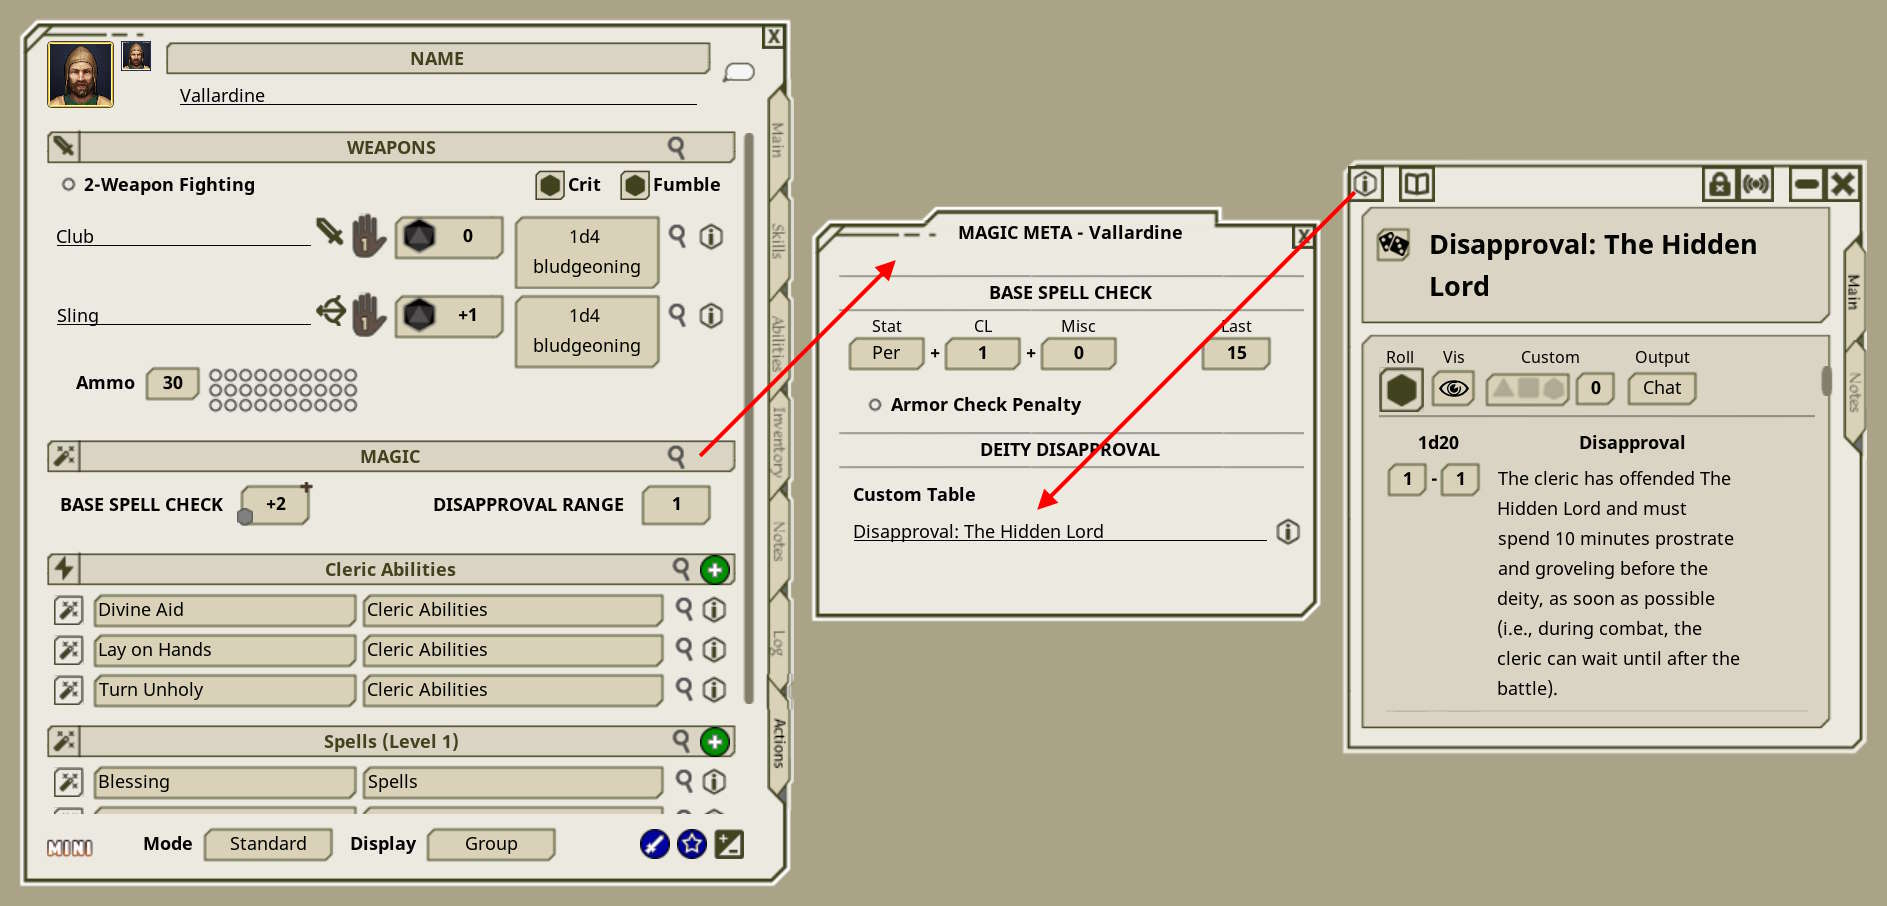 X
NAME
Vallardine
WEAPONS
2-Weapon Fighting
Crit
Fumble
Club
1
0
1d4
bludgeoning
Sling
1
+1
1d4
bludgeoning
Ammo
30
MAGIC
BASE SPELL CHECK
+2
DISAPPROVAL RANGE
1
Cleric Abilities
Divine Aid
Cleric Abilities
Lay on Hands
Cleric Abilities
Turn Unholy
Cleric Abilities
Spells (Level 1)
Blessing
Spells
MINI
Mode
Standard
Display
Group
Main
Skills
Abilities
Inventory
Notes
Log
Actions
MAGIC META - Vallardine
X
BASE SPELL CHECK
Stat
CL
Misc
Last
Per
+
1
+
0
15
Armor Check Penalty
DEITY DISAPPROVAL
Custom Table
Disapproval: The Hidden Lord
Disapproval: The Hidden
Lord
Roll
Vis
Custom
Output
0
Chat
1d20
Disapproval
1 - 1
The cleric has offended The
Hidden Lord and must
spend 10 minutes prostrate
and groveling before the
deity, as soon as possible
(i.e., during combat, the
cleric can wait until after the
battle).
Main
Notes